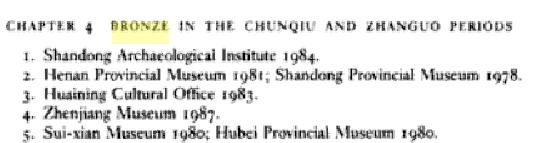 CHAPTER 4 BRONZE IN THE CHUNQIU AND ZHANGUO PERIODS
1. Shandong Archaeological Institute 1984.
2. Henan Provincial Museum 1981; Shandong Provincial Museum 1978.
3. Huaining Cultural Office 1983.
4. Zhenjiang Museum 1987.
5. Sui-xian Museum 1980; Hubei Provincial Museum 1980.